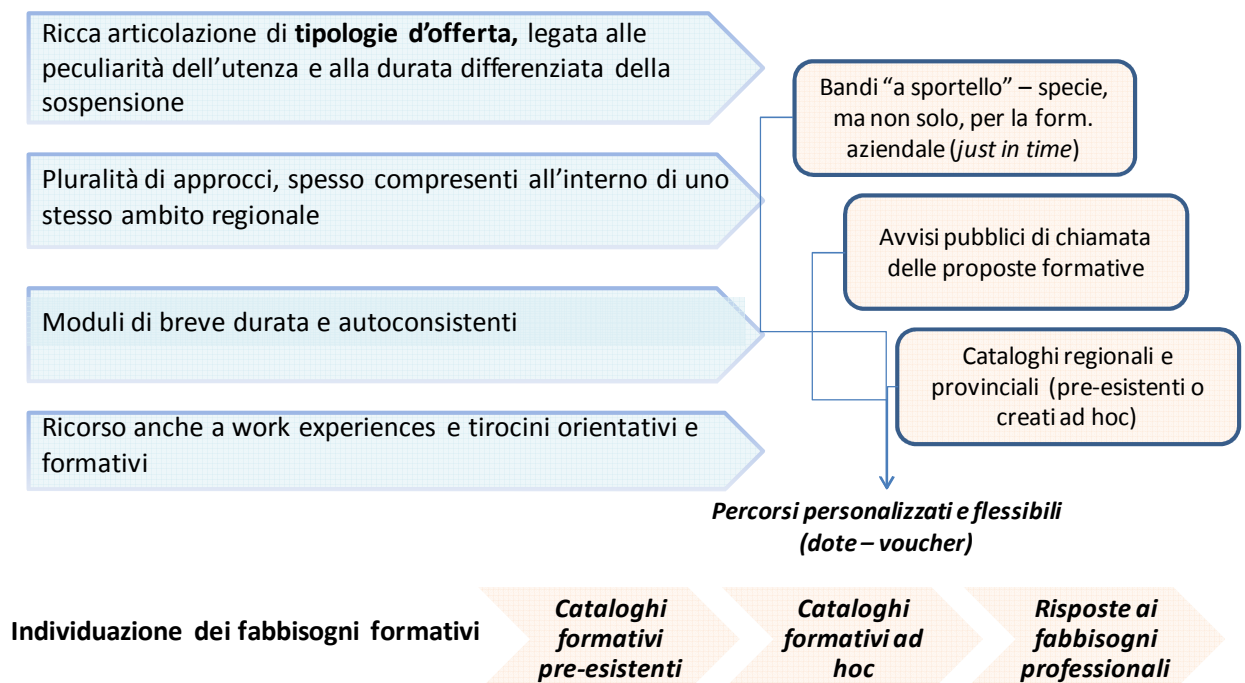 Ricca articolazione di tipologie d'offerta, legata alle
peculiarità dell'utenza e alla durata differenziata della
sospensione
Pluralità di approcci, spesso compresenti all'interno di uno
stesso ambito regionale
Moduli di breve durata e autoconsistenti
Ricorso anche a work experiences e tirocini orientativi e
formativi
Bandi "a sportello" – specie,
ma non solo, per la form.
aziendale (just in time)
Avvisi pubblici di chiamata
delle proposte formative
Cataloghi regionali e
provinciali (pre-esistenti o
creati ad hoc)
Percorsi personalizzati e flessibili
(dote – voucher)
Individuazione dei fabbisogni formativi
Cataloghi
formativi
pre-esistenti
Cataloghi
formativi ad
hoc
Risposte ai
fabbisogni
professionali